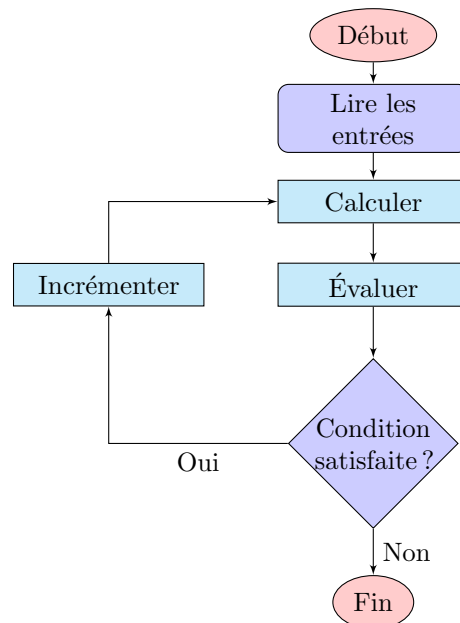 Début
Lire les
entrées
Calculer
Incrémenter
Évaluer
Condition
satisfaite ?
Oui
Non
Fin